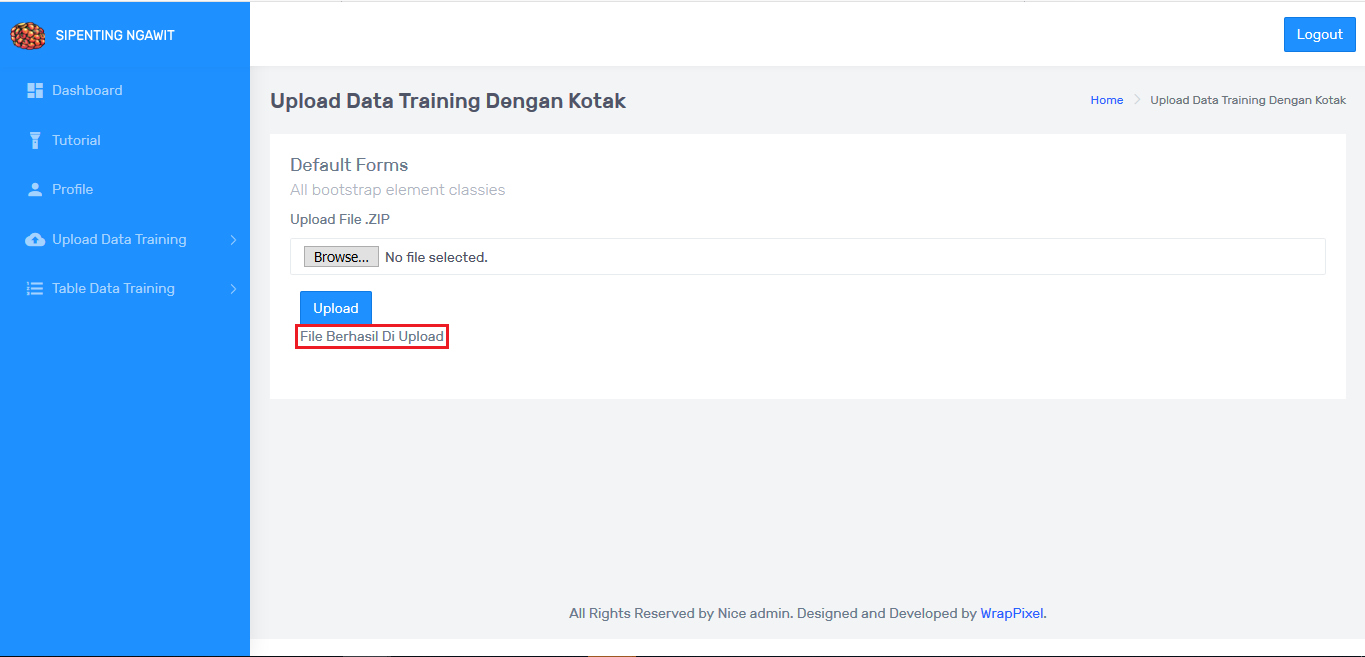 SIPENTING NGAWIT
Logout
Dashboard
Tutorial
Profile
Upload Data Training
Table Data Training
Upload Data Training Dengan Kotak
Home
Upload Data Training Dengan Kotak
Default Forms
All bootstrap element classies
Upload File .ZIP
Browse... No file selected.
Upload
File Berhasil Di Upload
All Rights Reserved by Nice admin. Designed and Developed by WrapPixel.